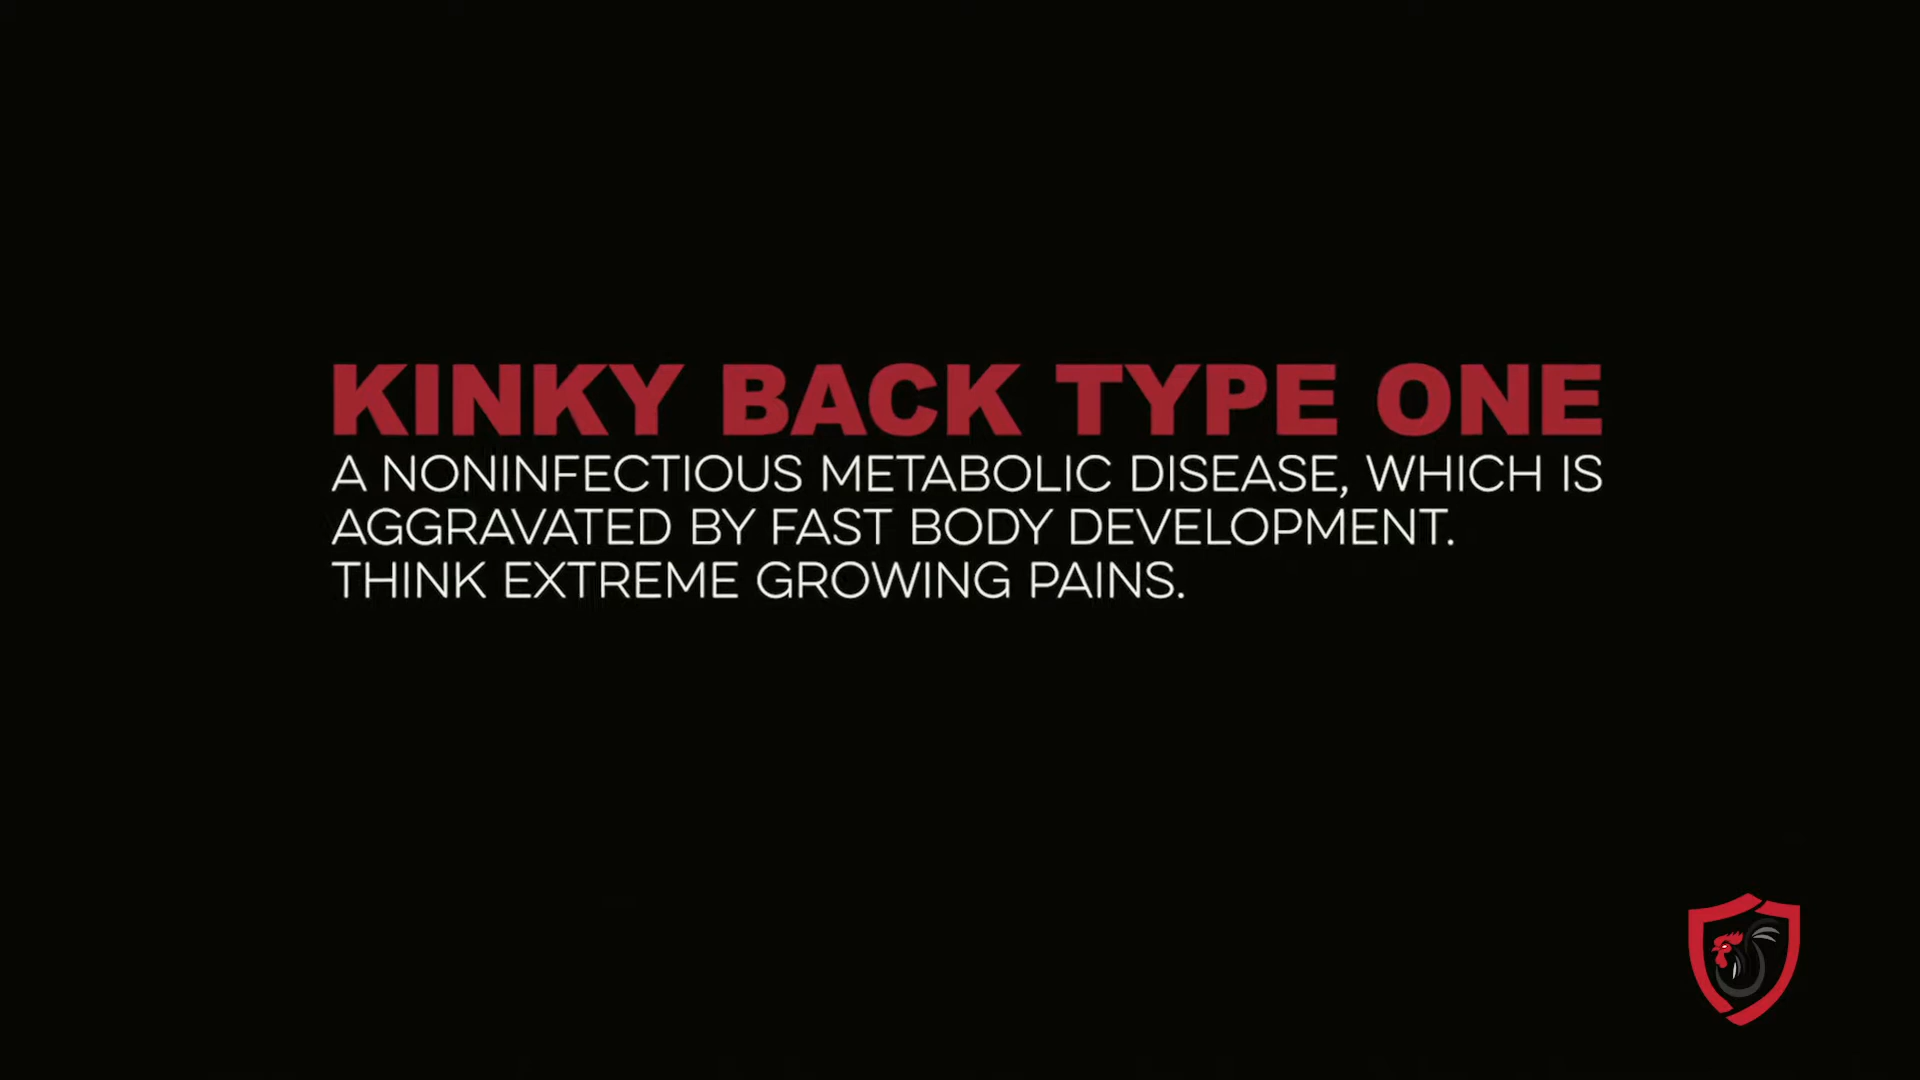 KINKY BACK TYPE ONE
A NONINFECTIOUS METABOLIC DISEASE, WHICH IS
AGGRAVATED BY FAST BODY DEVELOPMENT.
THINK EXTREME GROWING PAINS.